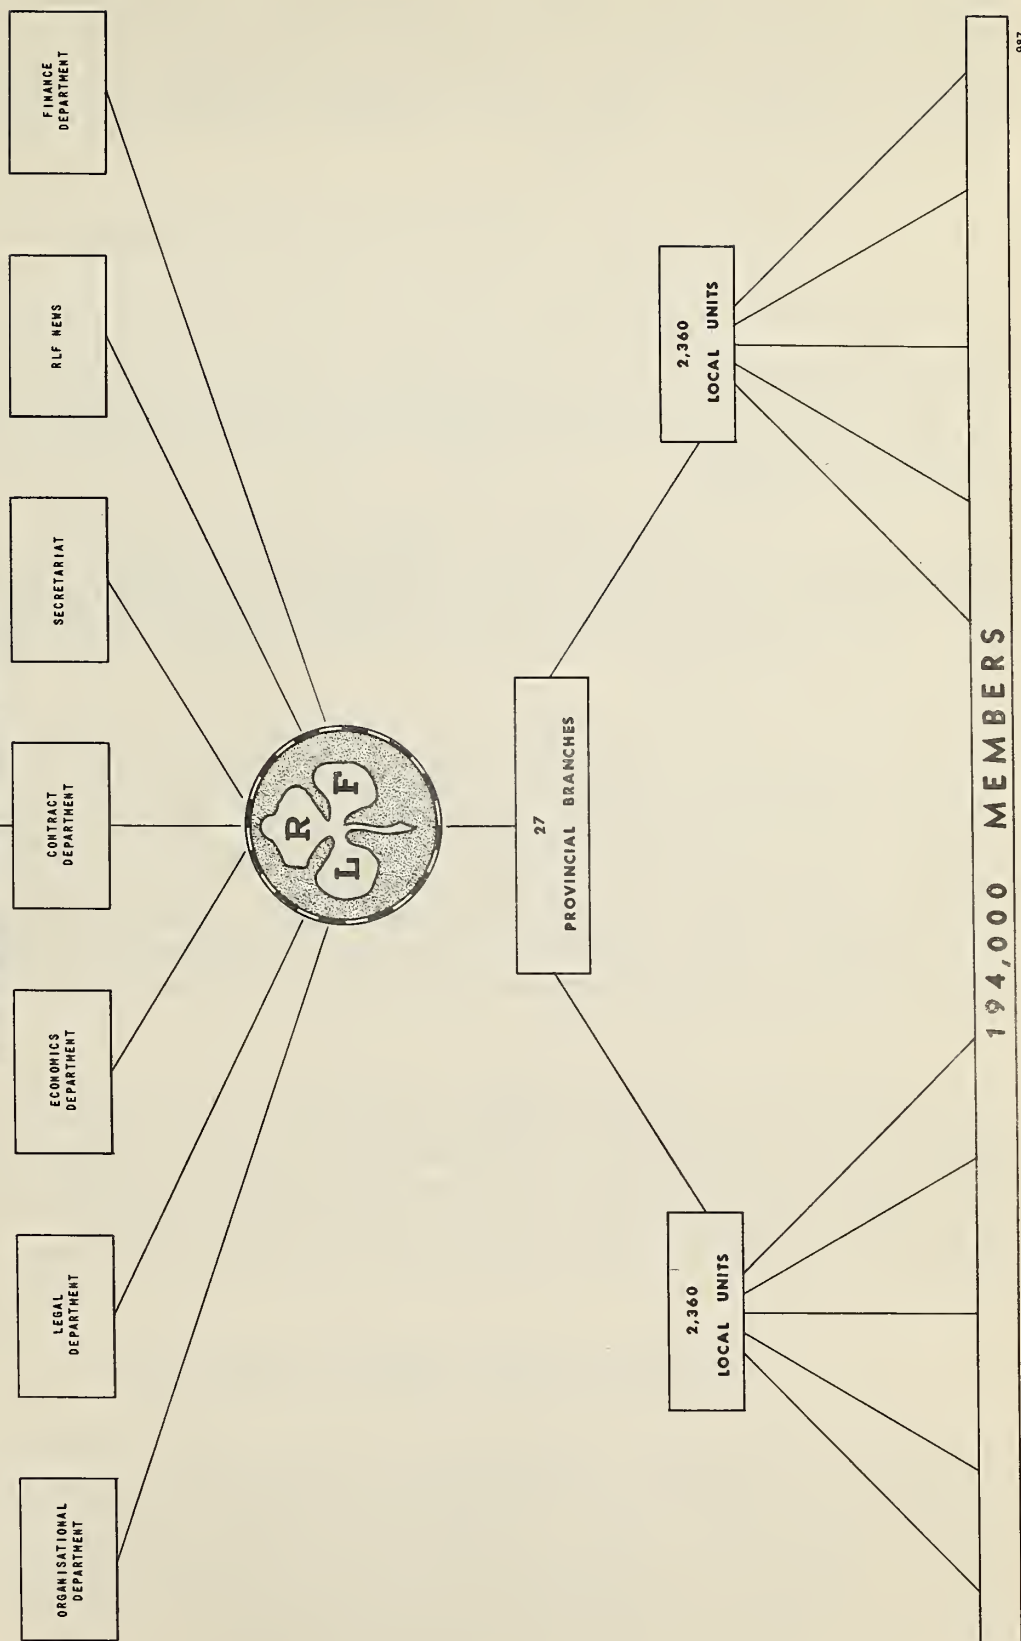 ORGANISATIONAL
DEPARTMENT
LEGAL
DEPARTMENT
ECONOMICS
DEPARTMENT
CONTRACT
DEPARTMENT
SECRETARIAT
RLF NEWS
FINANCE
DEPARTMENT
R
L F
27
PROVINCIAL BRANCHES
2,360
LOCAL UNITS
2,360
LOCAL UNITS
194,000 MEMBERS